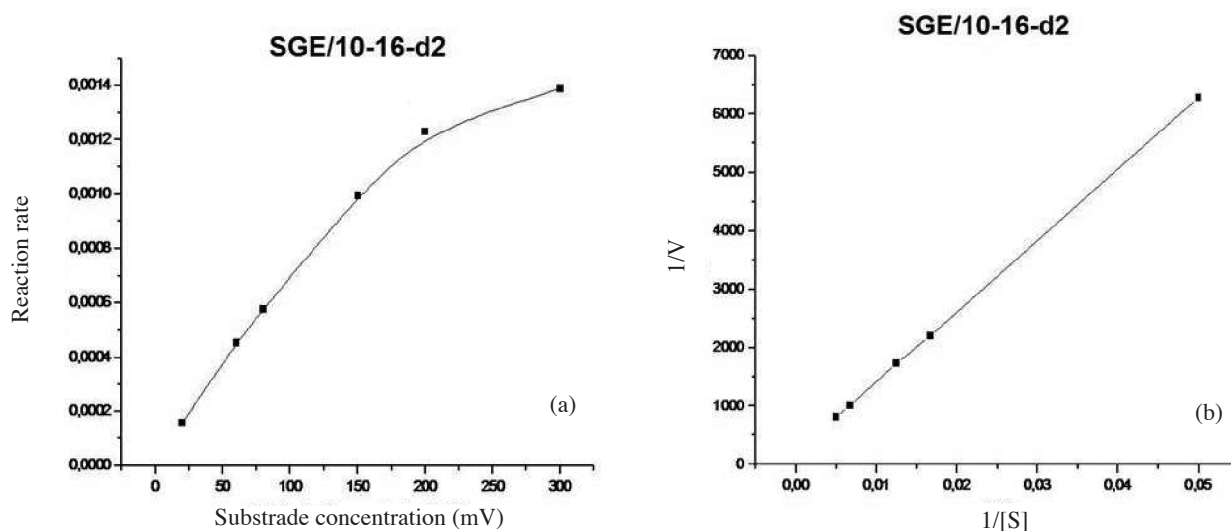 SGE/10-16-d2
0,0014
0,0012
0,0010
0,0008
0,0006
0,0004
0,0002
0,0000
0 50 100 150 200 250 300
Reaction rate
Substrade concentration (mV)
(a)
SGE/10-16-d2
7000
6000
5000
4000
3000
2000
1000
0
0,00 0,01 0,02 0,03 0,04 0,05
1/V
1/[S]
(b)